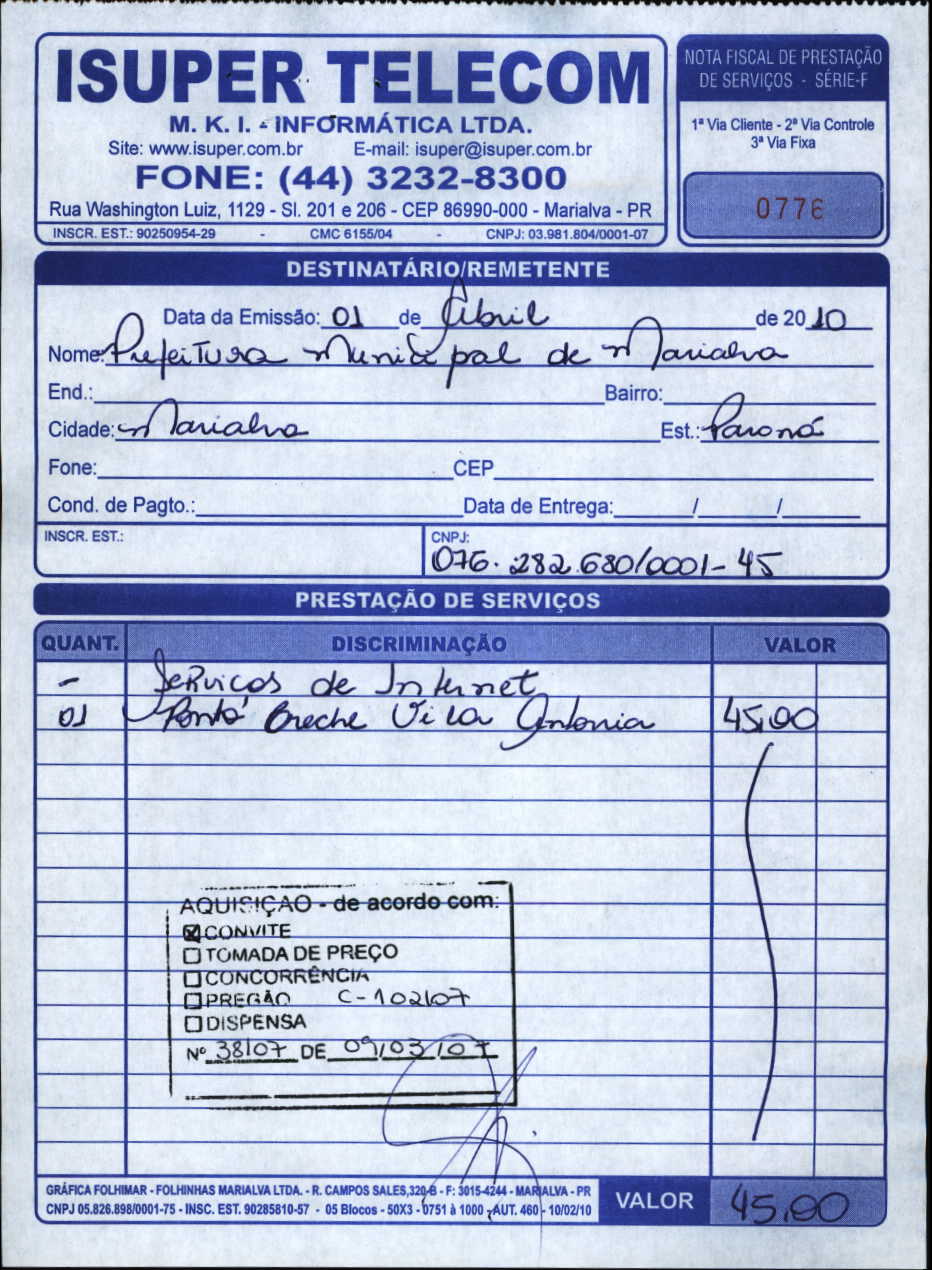 ISUPER TELECOM
M. K. I. - INFORMÁTICA LTDA.
Site: www.isuper.com.br E-mail: isuper@isuper.com.br
FONE: (44) 3232-8300
Rua Washington Luiz, 1129 - Sl. 201 e 206 - CEP 86990-000 - Marialva - PR
INSCR. EST.: 90250954-29 - CMC 6155/04 - CNPJ: 03.981.804/0001-07
NOTA FISCAL DE PRESTAÇÃO
DE SERVIÇOS - SÉRIE-F
1ª Via Cliente - 2ª Via Controle
3ª Via Fixa
0776
DESTINATÁRIO/REMETENTE
Data da Emissão: 01 de Abril de 2010
Nome: Prefeitura Municipal de Marialva
End.: Bairro:
Cidade: Marialva Est.: Paraná
Fone: CEP
Cond. de Pagto.: Data de Entrega: / /
INSCR. EST.: CNPJ:
076.282.680/0001-45
PRESTAÇÃO DE SERVIÇOS
QUANT. DISCRIMINAÇÃO VALOR
- Serviços de Internet
01 Ponto Creche Vila Antonia 45,00
AQUISIÇÃO - de acordo com:
CONVITE
TOMADA DE PREÇO
CONCORRÊNCIA
PREGÃO C-102/07
DISPENSA
Nº 38/07 DE 09/03/07
GRÁFICA FOLHIMAR - FOLHINHAS MARIALVA LTDA. - R. CAMPOS SALES,320-B - F: 3015-4244 - MARIALVA - PR
CNPJ 05.826.898/0001-75 - INSC. EST. 90285810-57 - 05 Blocos - 50X3 - 0751 à 1000 - AUT. 460 - 10/02/10
VALOR 45,00